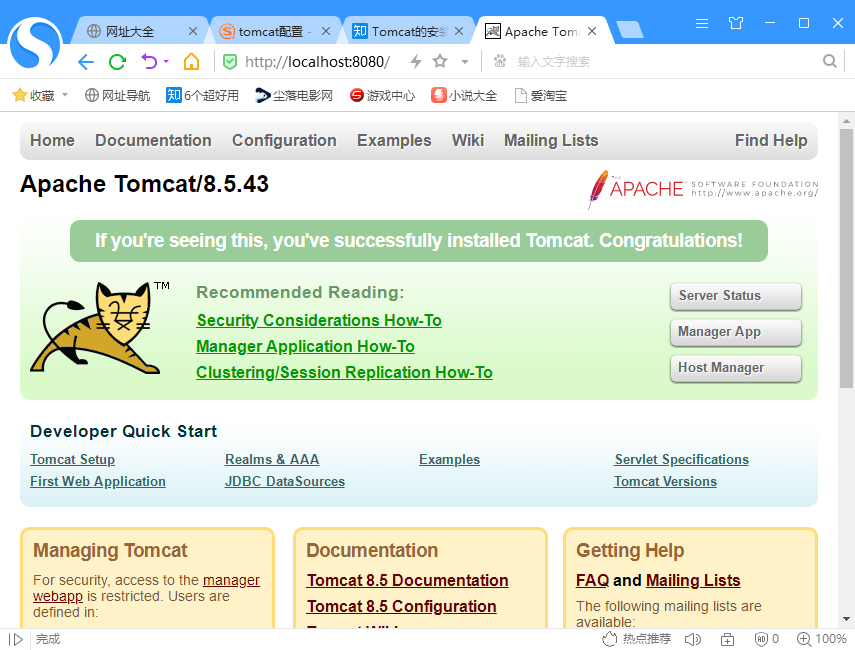 网址大全
tomcat配置 -
Tomcat的安
Apache Tom
http://localhost:8080/
输入文字搜索
收藏
网址导航
知 6个超好用
尘落电影网
游戏中心
小说大全
爱淘宝
Home Documentation Configuration Examples Wiki Mailing Lists Find Help
Apache Tomcat/8.5.43
THE APACHE SOFTWARE FOUNDATION
http://www.apache.org/
If you're seeing this, you've successfully installed Tomcat. Congratulations!
TM
Recommended Reading:
Security Considerations How-To
Manager Application How-To
Clustering/Session Replication How-To
Server Status
Manager App
Host Manager
Developer Quick Start
Tomcat Setup
First Web Application
Realms & AAA
JDBC DataSources
Examples
Servlet Specifications
Tomcat Versions
Managing Tomcat
For security, access to the manager
webapp is restricted. Users are
defined in:
Documentation
Tomcat 8.5 Documentation
Tomcat 8.5 Configuration
Getting Help
FAQ and Mailing Lists
The following mailing lists are
available:
完成
热点推荐
AD 0
100%